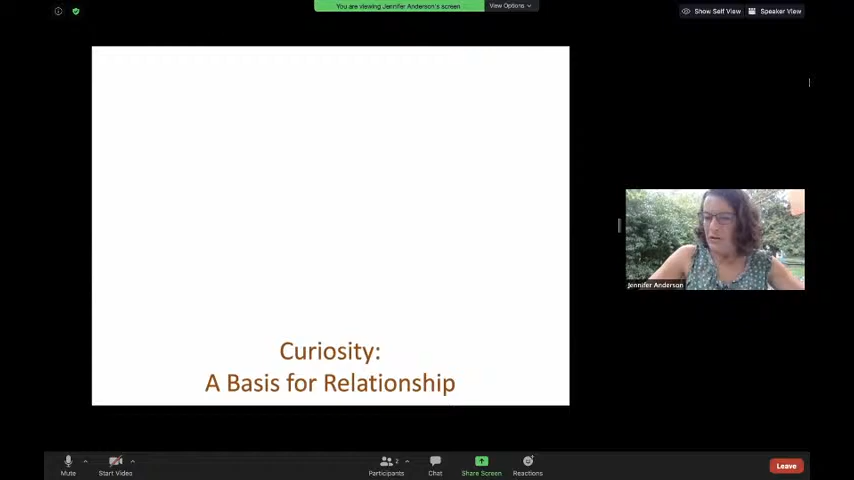 You are viewing Jennifer Anderson's screen
View Options
Show Self View
Speaker View
Jennifer Anderson
Curiosity:
A Basis for Relationship
Mute
Start Video
Participants
2
Chat
Share Screen
Reactions
Leave